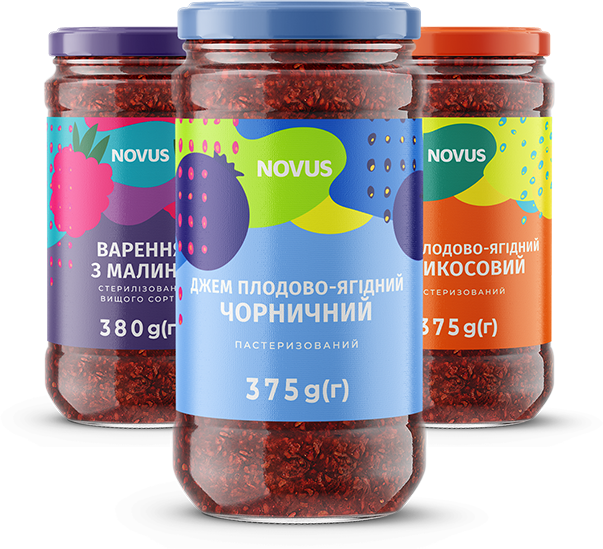 NOVUS
ВАРЕННЯ
З МАЛИН
СТЕРИЛІЗОВАН
ВИЩОГО СОРТ
380g(г)
NOVUS
ДЖЕМ ПЛОДОВО-ЯГІДНИЙ
ЧОРНИЧНИЙ
ПАСТЕРИЗОВАНИЙ
375g(г)
NOVUS
ЛОДОВО-ЯГІДНИЙ
ИКОСОВИЙ
СТЕРИЗОВАНИЙ
375g(г)